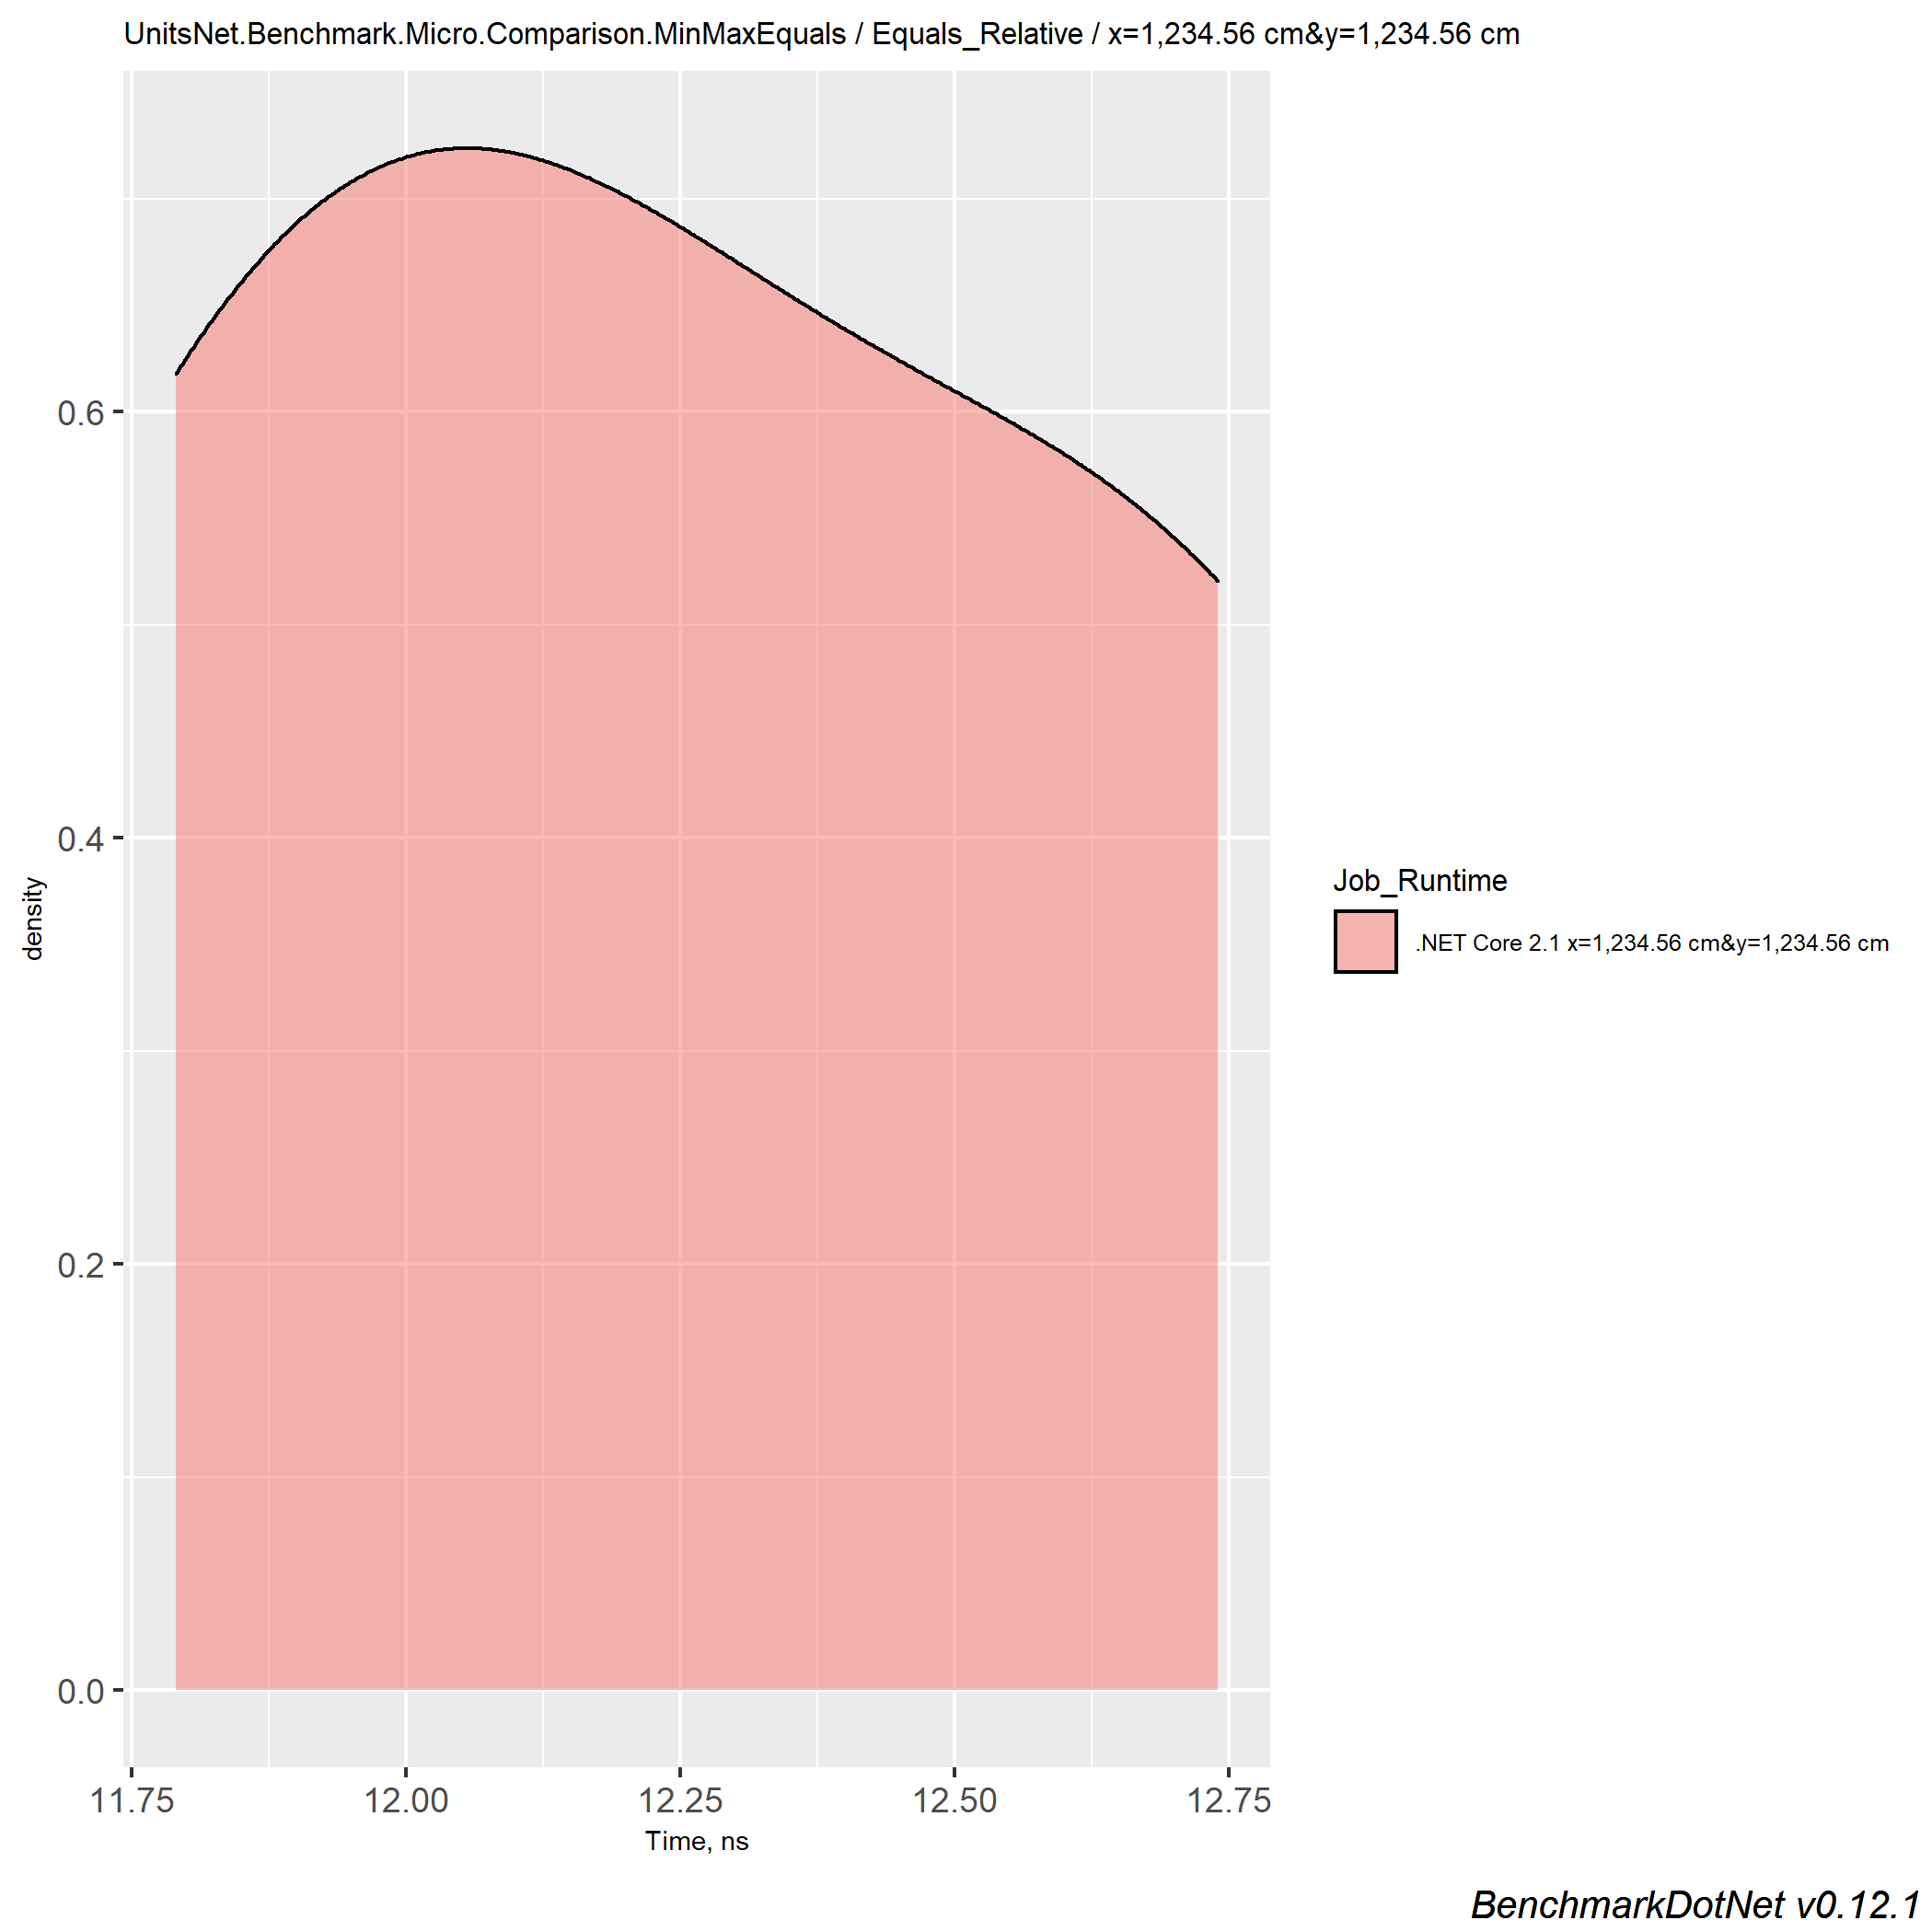 UnitsNet.Benchmark.Micro.Comparison.MinMaxEquals / Equals_Relative / x=1,234.56 cm&y=1,234.56 cm
0.6
0.4
0.2
0.0
density
11.75 12.00 12.25 12.50 12.75
Time, ns
Job_Runtime
.NET Core 2.1 x=1,234.56 cm&y=1,234.56 cm
BenchmarkDotNet v0.12.1